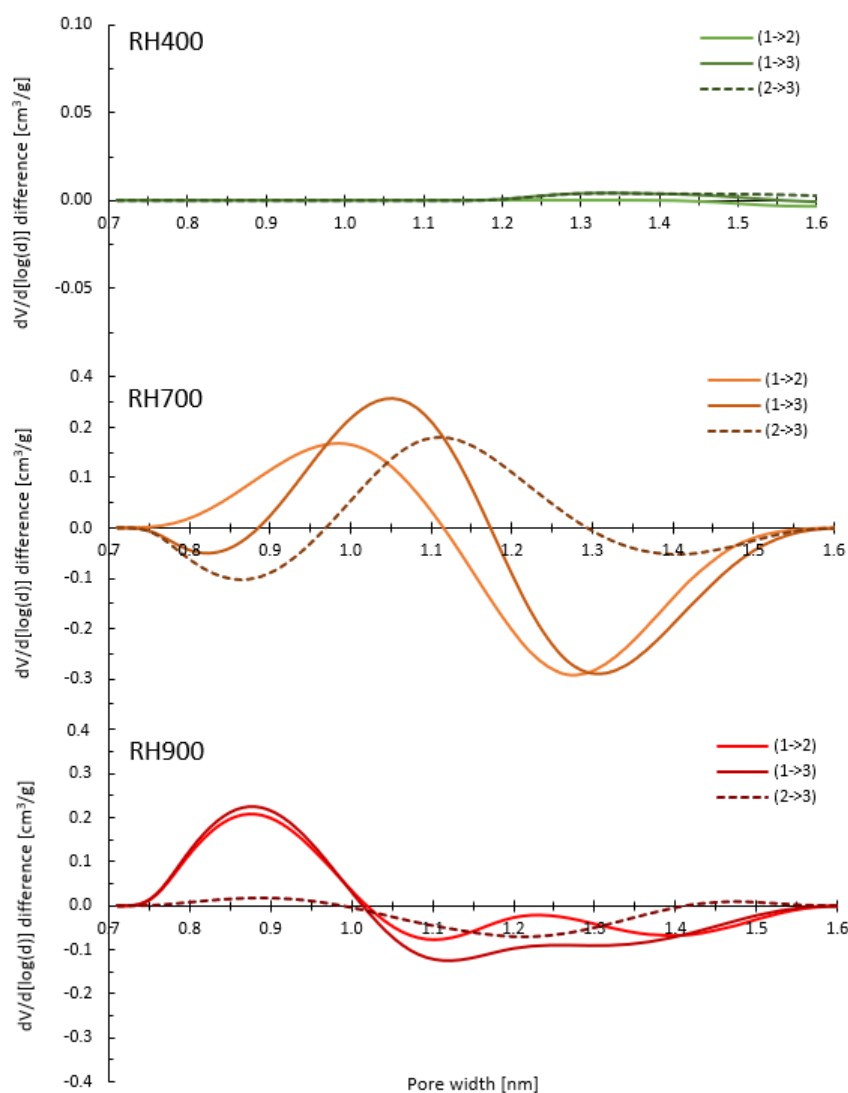 RH400
(1->2)
(1->3)
(2->3)
dV/d[log(d)] difference [cm³/g]
0.10
0.05
0.00
-0.05
0.7 0.8 0.9 1.0 1.1 1.2 1.3 1.4 1.5 1.6
RH700
(1->2)
(1->3)
(2->3)
dV/d[log(d)] difference [cm³/g]
0.4
0.2
0.1
0.0
-0.1
-0.2
-0.3
0.7 0.8 0.9 1.0 1.1 1.2 1.3 1.4 1.5 1.6
RH900
(1->2)
(1->3)
(2->3)
dV/d[log(d)] difference [cm³/g]
0.4
0.3
0.2
0.1
0.0
-0.1
-0.2
-0.3
-0.4
0.7 0.8 0.9 1.0 1.1 1.2 1.3 1.4 1.5 1.6
Pore width [nm]